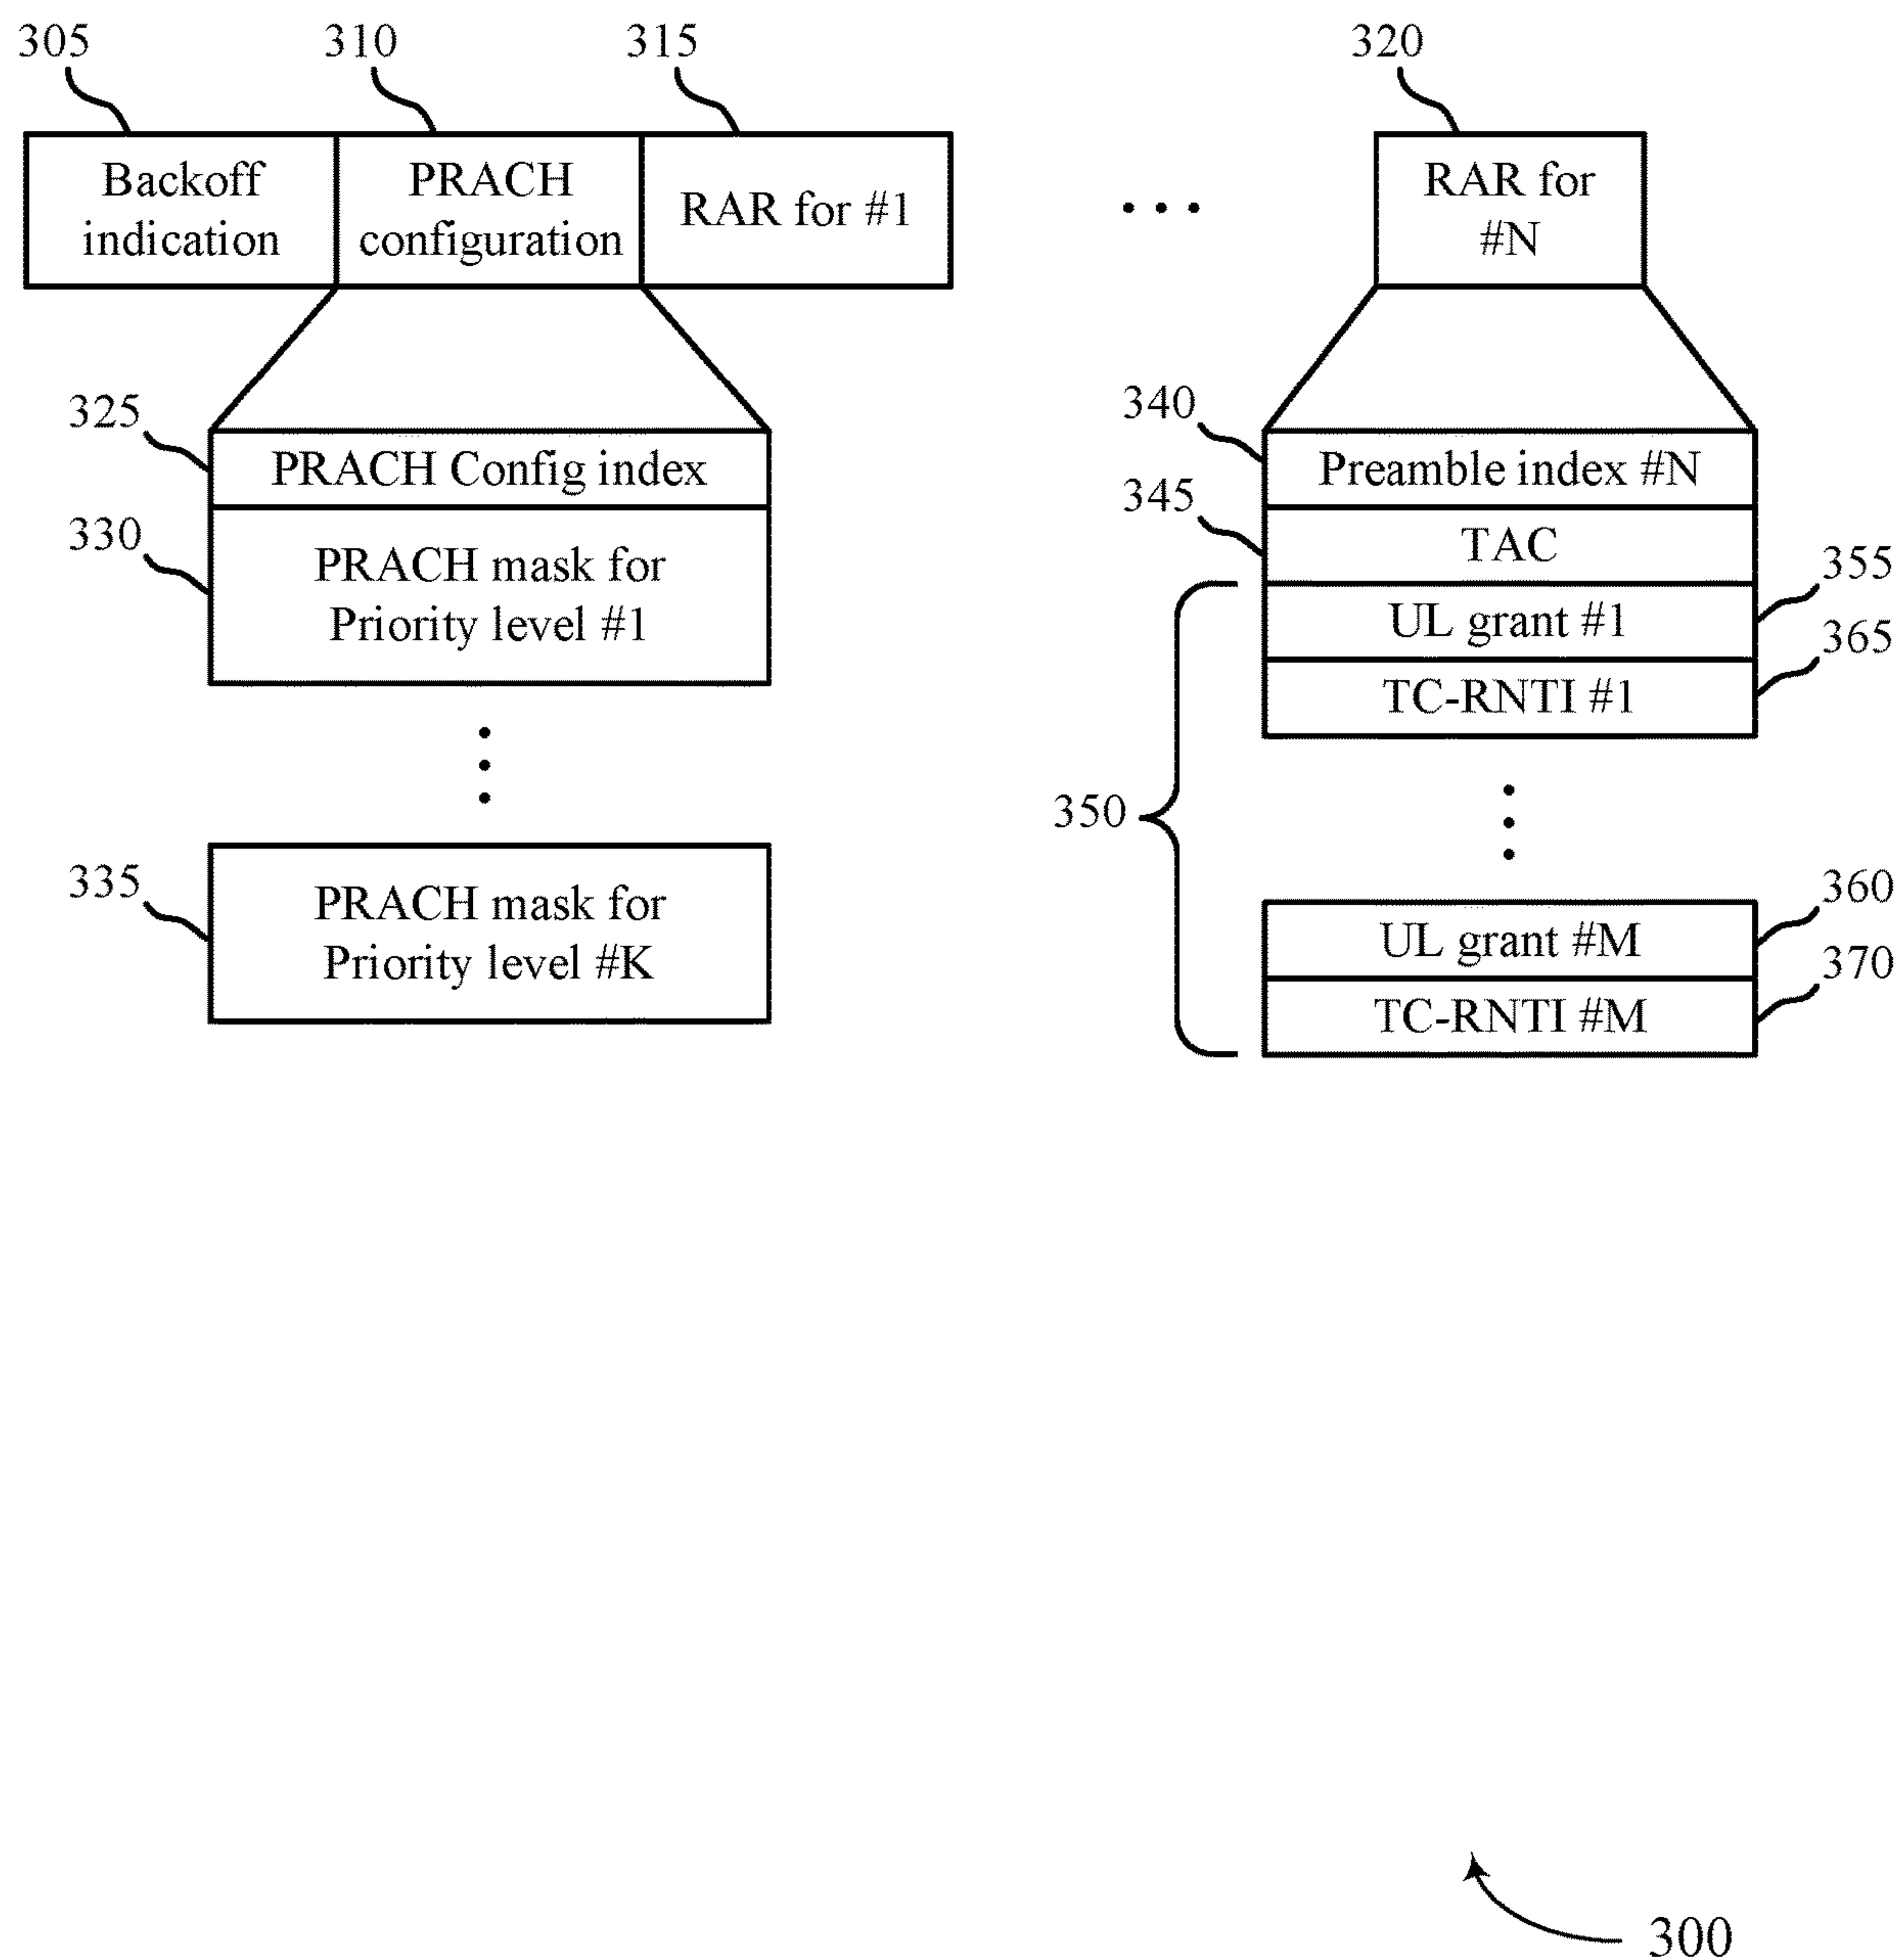 305
310
315
320
Backoff
indication
PRACH
configuration
RAR for #1
RAR for
#N
325
PRACH Config index
330
PRACH mask for
Priority level #1
335
PRACH mask for
Priority level #K
340
Preamble index #N
345
TAC
350
UL grant #1
355
TC-RNTI #1
365
UL grant #M
360
TC-RNTI #M
370
300